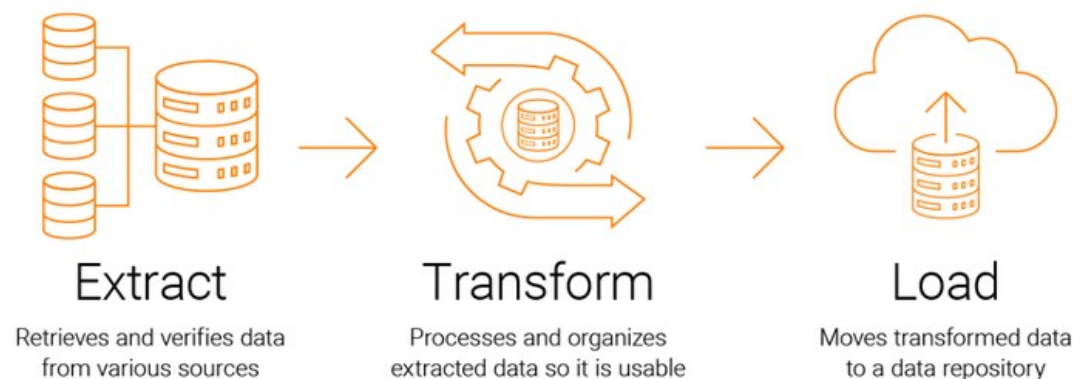 Extract
Retrieves and verifies data
from various sources
Transform
Processes and organizes
extracted data so it is usable
Load
Moves transformed data
to a data repository